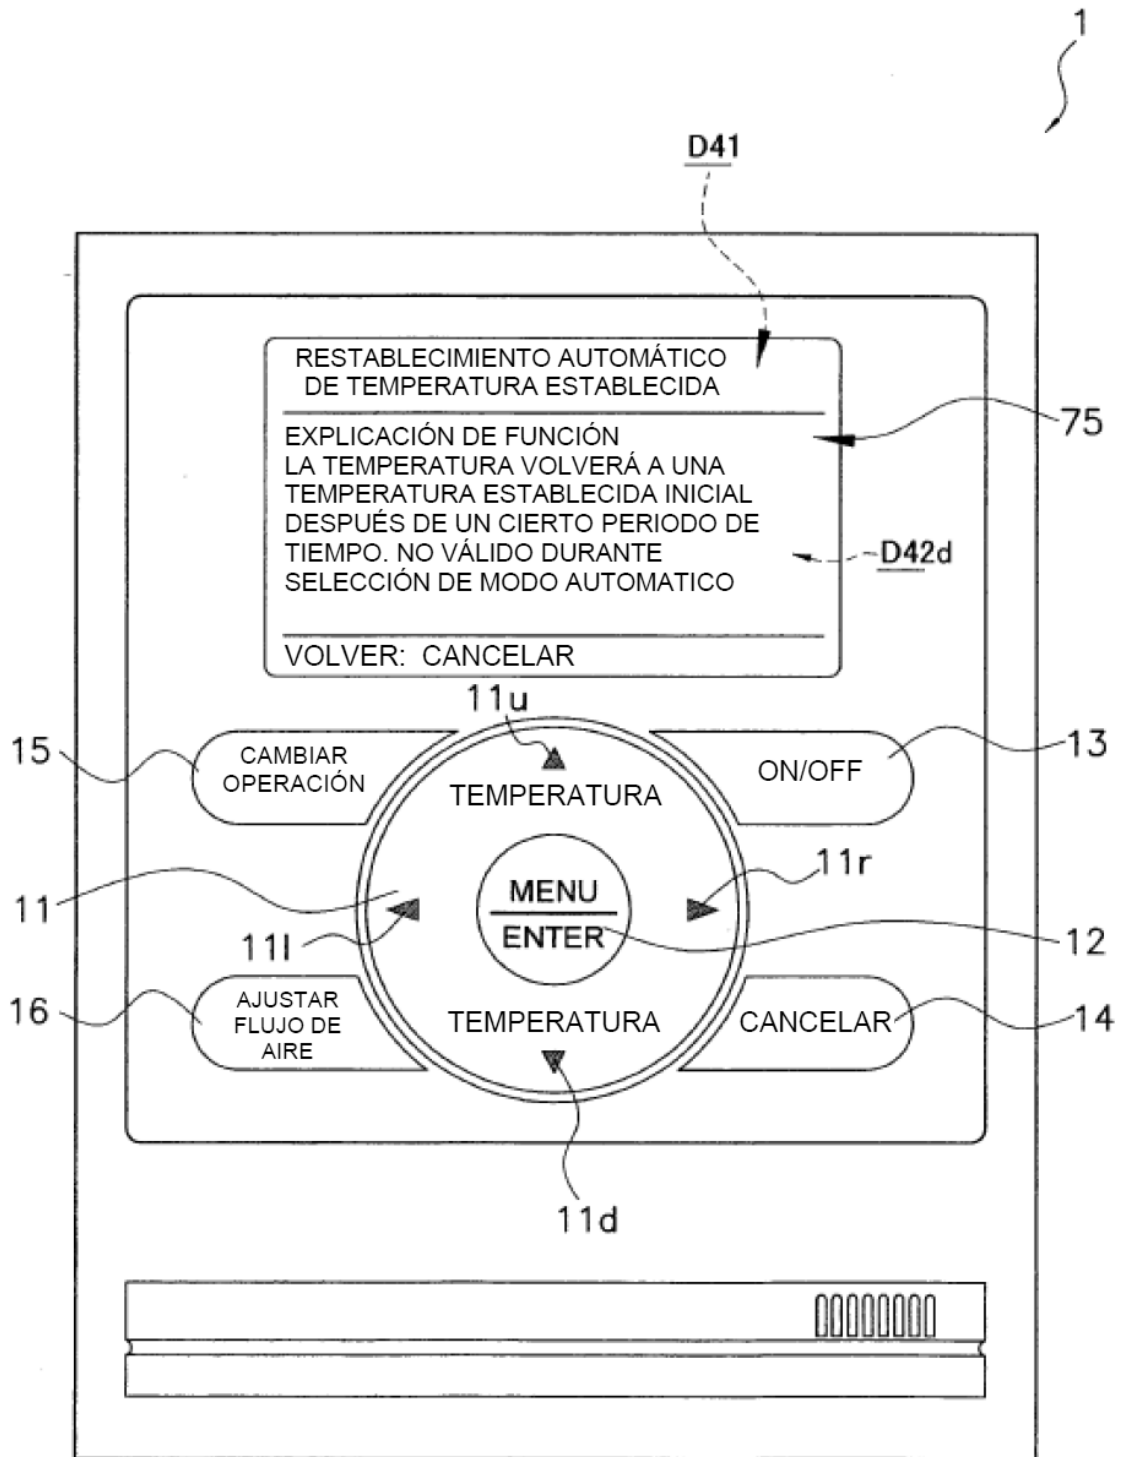 1
D41
RESTABLECIMIENTO AUTOMÁTICO
DE TEMPERATURA ESTABLECIDA
75
EXPLICACIÓN DE FUNCIÓN
LA TEMPERATURA VOLVERÁ A UNA
TEMPERATURA ESTABLECIDA INICIAL
DESPUÉS DE UN CIERTO PERIODO DE
TIEMPO. NO VÁLIDO DURANTE
D42d
SELECCIÓN DE MODO AUTOMATICO
VOLVER: CANCELAR
11u
15
CAMBIAR
OPERACIÓN
TEMPERATURA
ON/OFF
13
11
11l
MENU
ENTER
11r
12
16
AJUSTAR
FLUJO DE
AIRE
TEMPERATURA
CANCELAR
14
11d